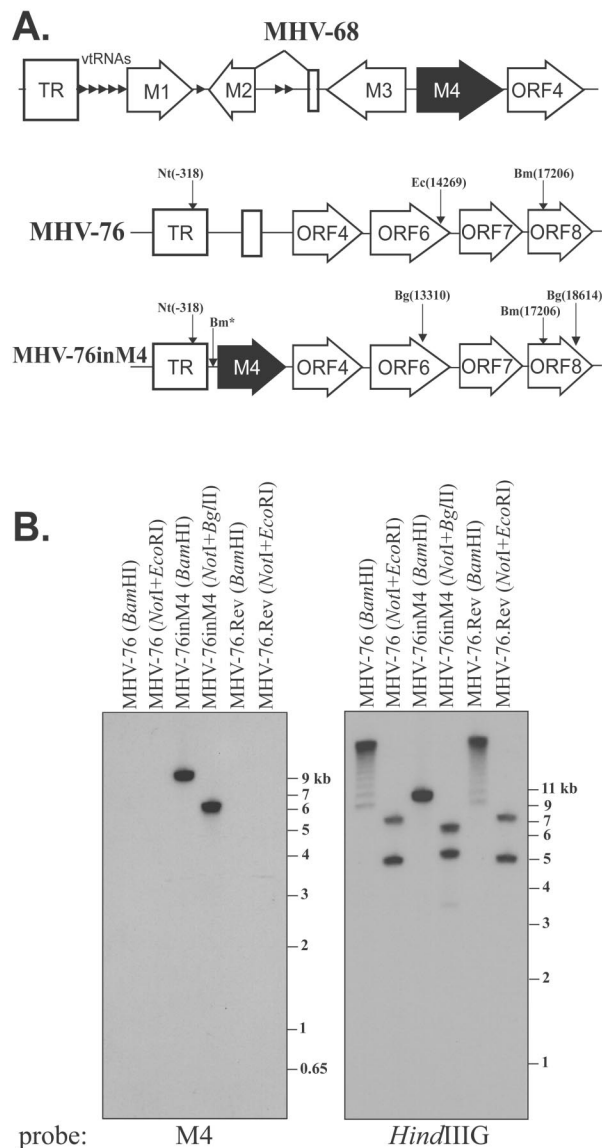 A.
MHV-68
vtRNAs
TR M1 M2 M3 M4 ORF4
Nt(-318) Ec(14269) Bm(17206)
MHV-76
TR ORF4 ORF6 ORF7 ORF8
Nt(-318) Bm* Bg(13310) Bm(17206) Bg(18614)
MHV-76inM4
TR M4 ORF4 ORF6 ORF7 ORF8
B.
MHV-76 (BamHI)
MHV-76 (NotI+EcoRI)
MHV-76inM4 (BamHI)
MHV-76inM4 (NotI+BglII)
MHV-76.Rev (BamHI)
MHV-76.Rev (NotI+EcoRI)
MHV-76 (BamHI)
MHV-76 (NotI+EcoRI)
MHV-76inM4 (BamHI)
MHV-76inM4 (NotI+BglII)
MHV-76.Rev (BamHI)
MHV-76.Rev (NotI+EcoRI)
9 kb
7
6
5
4
3
2
1
0.65
11 kb
9
7
6
5
4
3
2
1
probe: M4 HindIIIG